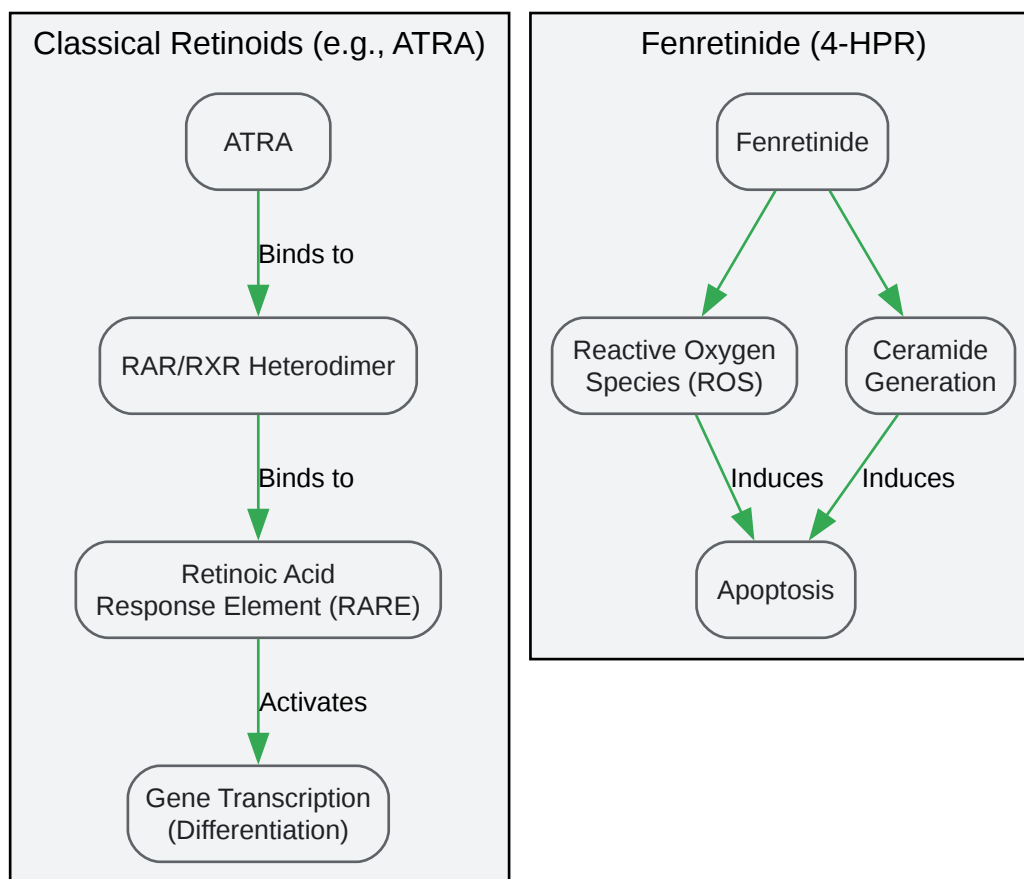 Classical Retinoids (e.g., ATRA)
ATRA
Binds to
RAR/RXR Heterodimer
Binds to
Retinoic Acid
Response Element (RARE)
Activates
Gene Transcription
(Differentiation)
Fenretinide (4-HPR)
Fenretinide
Reactive Oxygen
Species (ROS)
Ceramide
Generation
Induces
Induces
Apoptosis